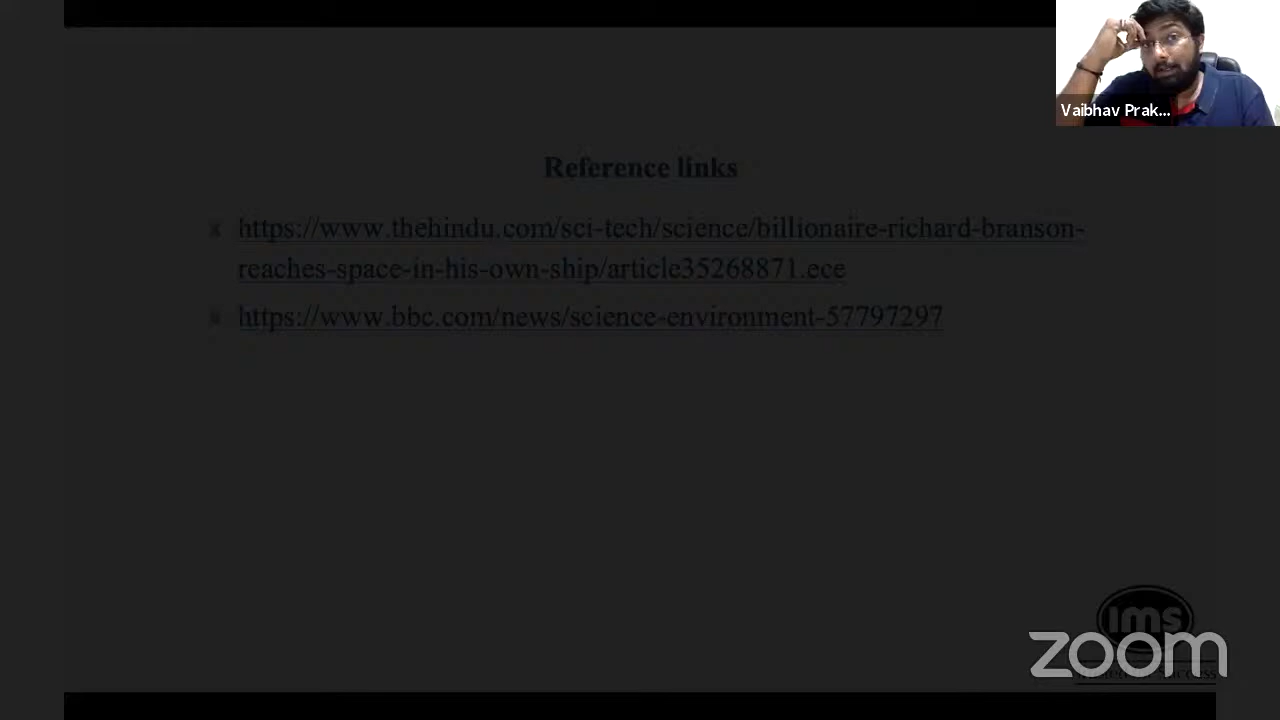 Vaibhav Prak...
Reference links
https://www.thehindu.com/sci-tech/science/billionaire-richard-branson-
reaches-space-in-his-own-ship/article35268871.ece
https://www.bbc.com/news/science-environment-57797297
ims
zoom